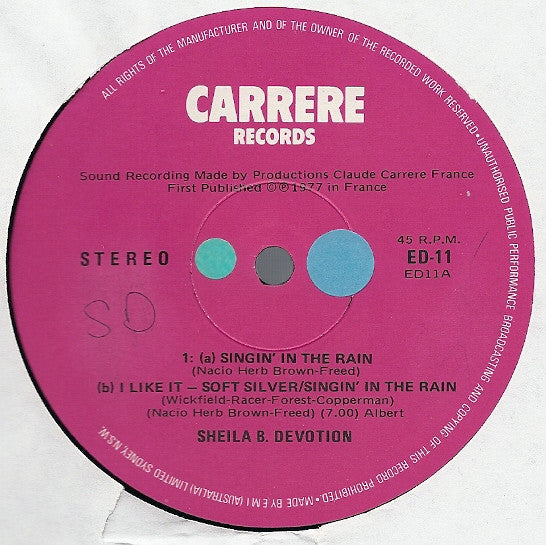 ALL RIGHTS OF THE MANUFACTURER AND OF THE OWNER OF THE RECORDED WORK RESERVED • UNAUTHORISED PUBLIC PERFORMANCE BROADCASTING AND COPYING OF THIS RECORD PROHIBITED • MADE BY E M I (AUSTRALIA) LIMITED SYDNEY, N.S.W.
CARRERE
RECORDS
Sound Recording Made by Productions Claude Carrere France
First Published ©℗ 1977 in France
STEREO
45 R.P.M.
ED-11
ED11A
SD
1: (a) SINGIN' IN THE RAIN
(Nacio Herb Brown-Freed)
(b) I LIKE IT – SOFT SILVER/SINGIN' IN THE RAIN
(Wickfield-Racer-Forest-Copperman)
(Nacio Herb Brown-Freed) (7.00) Albert
SHEILA B. DEVOTION